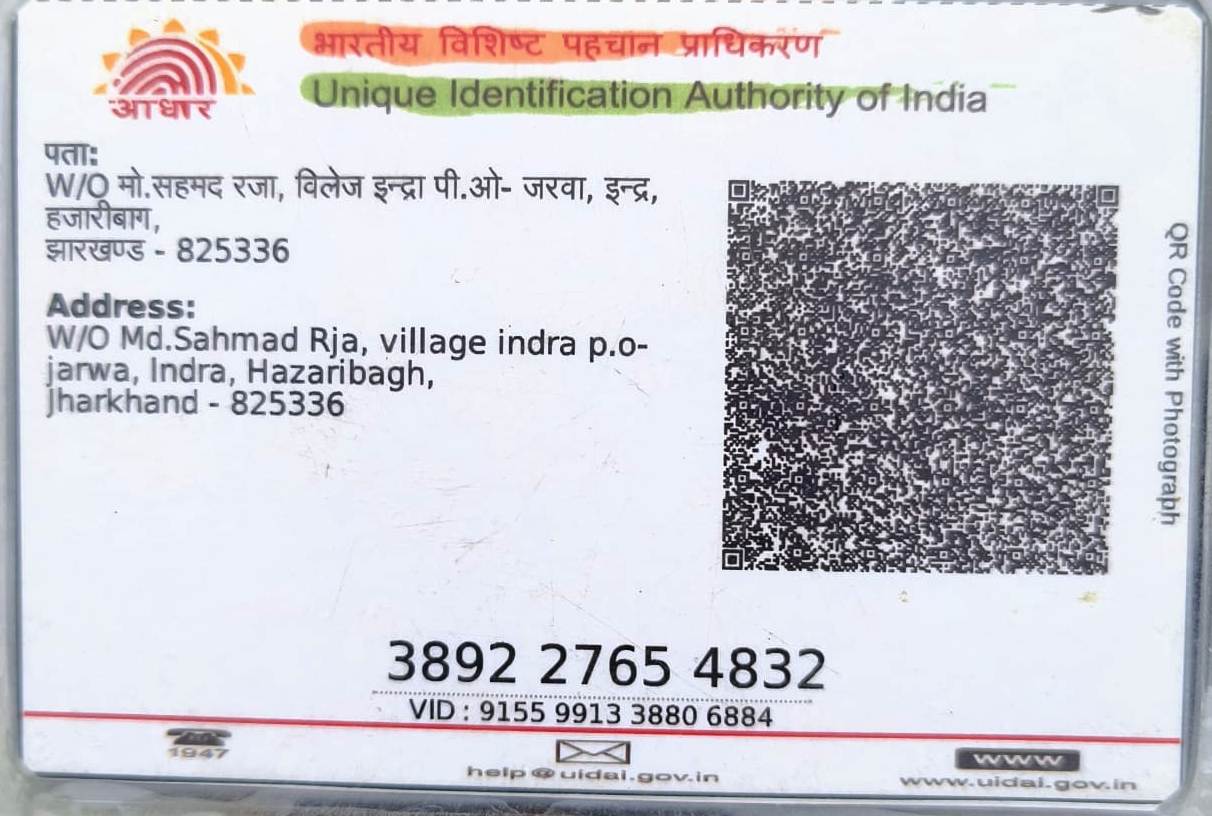 आधार
भारतीय विशिष्ट पहचान प्राधिकरण
Unique Identification Authority of India
पता:
W/O मो.सहमद रजा, विलेज इन्द्रा पी.ओ- जरवा, इन्द्र,
हजारीबाग,
झारखण्ड - 825336
Address:
W/O Md.Sahmad Rja, village indra p.o-
jarwa, Indra, Hazaribagh,
Jharkhand - 825336
QR Code with Photograph
3892 2765 4832
VID : 9155 9913 3880 6884
1947
help@uidai.gov.in
www
www.uidai.gov.in